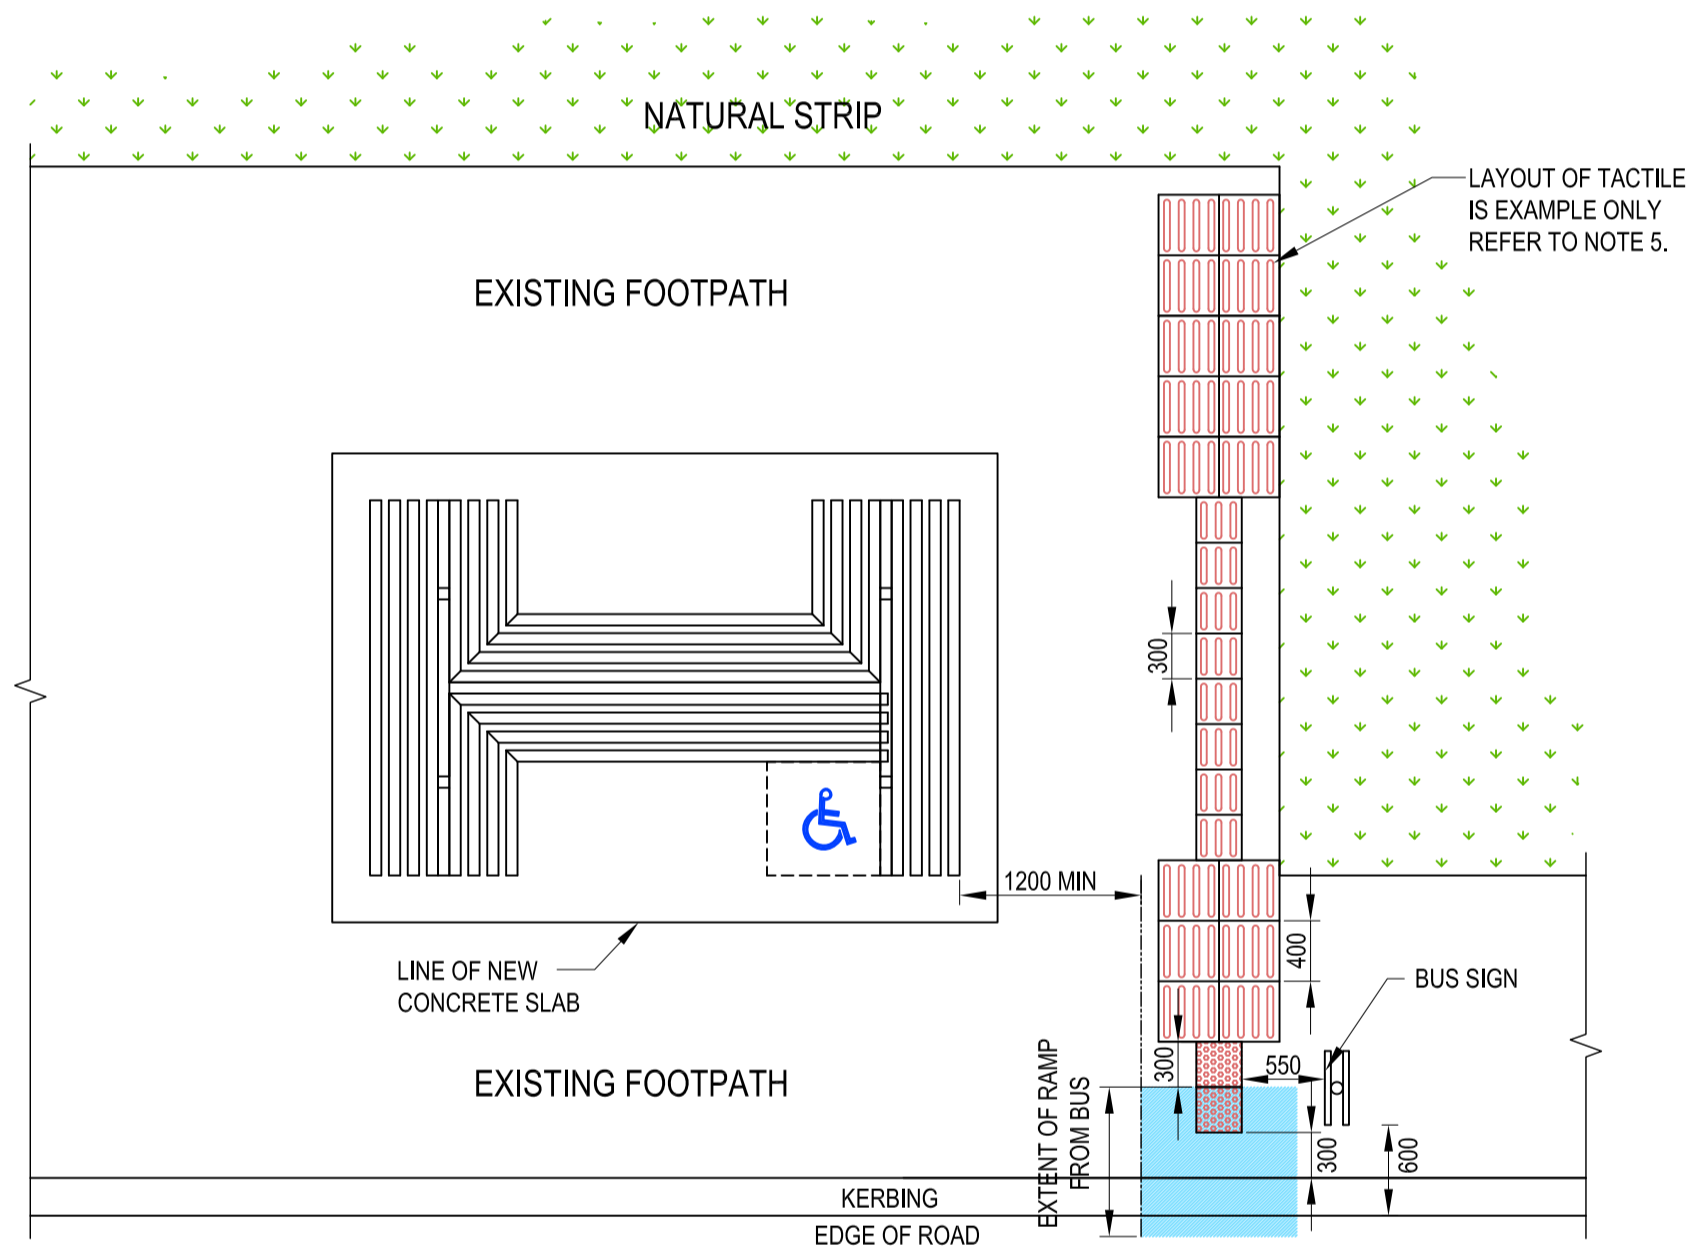 NATURAL STRIP
LAYOUT OF TACTILE
IS EXAMPLE ONLY
REFER TO NOTE 5.
EXISTING FOOTPATH
300
1200 MIN
400
LINE OF NEW
CONCRETE SLAB
BUS SIGN
EXISTING FOOTPATH
EXTENT OF RAMP
FROM BUS
300
550
300
600
KERBING
EDGE OF ROAD